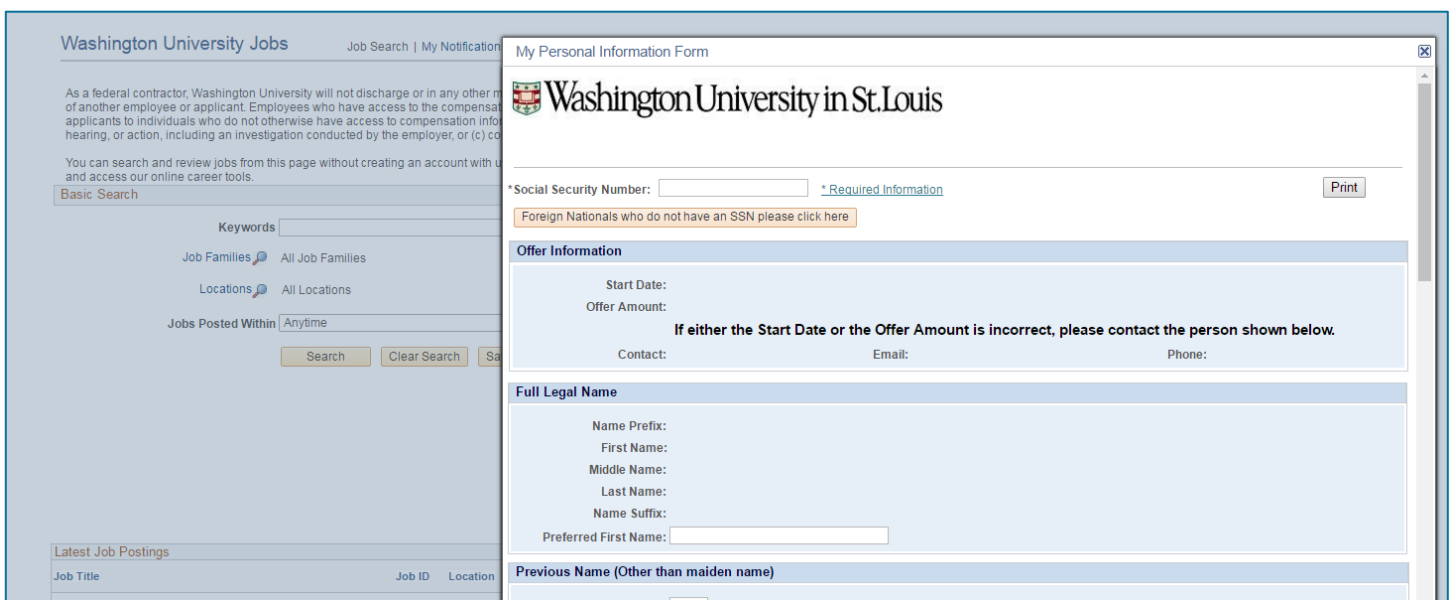 Washington University Jobs
Job Search | My Notification
As a federal contractor, Washington University will not discharge or in any other m
of another employee or applicant. Employees who have access to the compensat
applicants to individuals who do not otherwise have access to compensation infor
hearing, or action, including an investigation conducted by the employer, or (c) co
You can search and review jobs from this page without creating an account with u
and access our online career tools.
Basic Search
Keywords
Job Families All Job Families
Locations All Locations
Jobs Posted Within Anytime
Search Clear Search Sa
Latest Job Postings
Job Title Job ID Location
My Personal Information Form
Washington University in St. Louis
*Social Security Number: * Required Information Print
Foreign Nationals who do not have an SSN please click here
Offer Information
Start Date:
Offer Amount:
If either the Start Date or the Offer Amount is incorrect, please contact the person shown below.
Contact: Email: Phone:
Full Legal Name
Name Prefix:
First Name:
Middle Name:
Last Name:
Name Suffix:
Preferred First Name:
Previous Name (Other than maiden name)